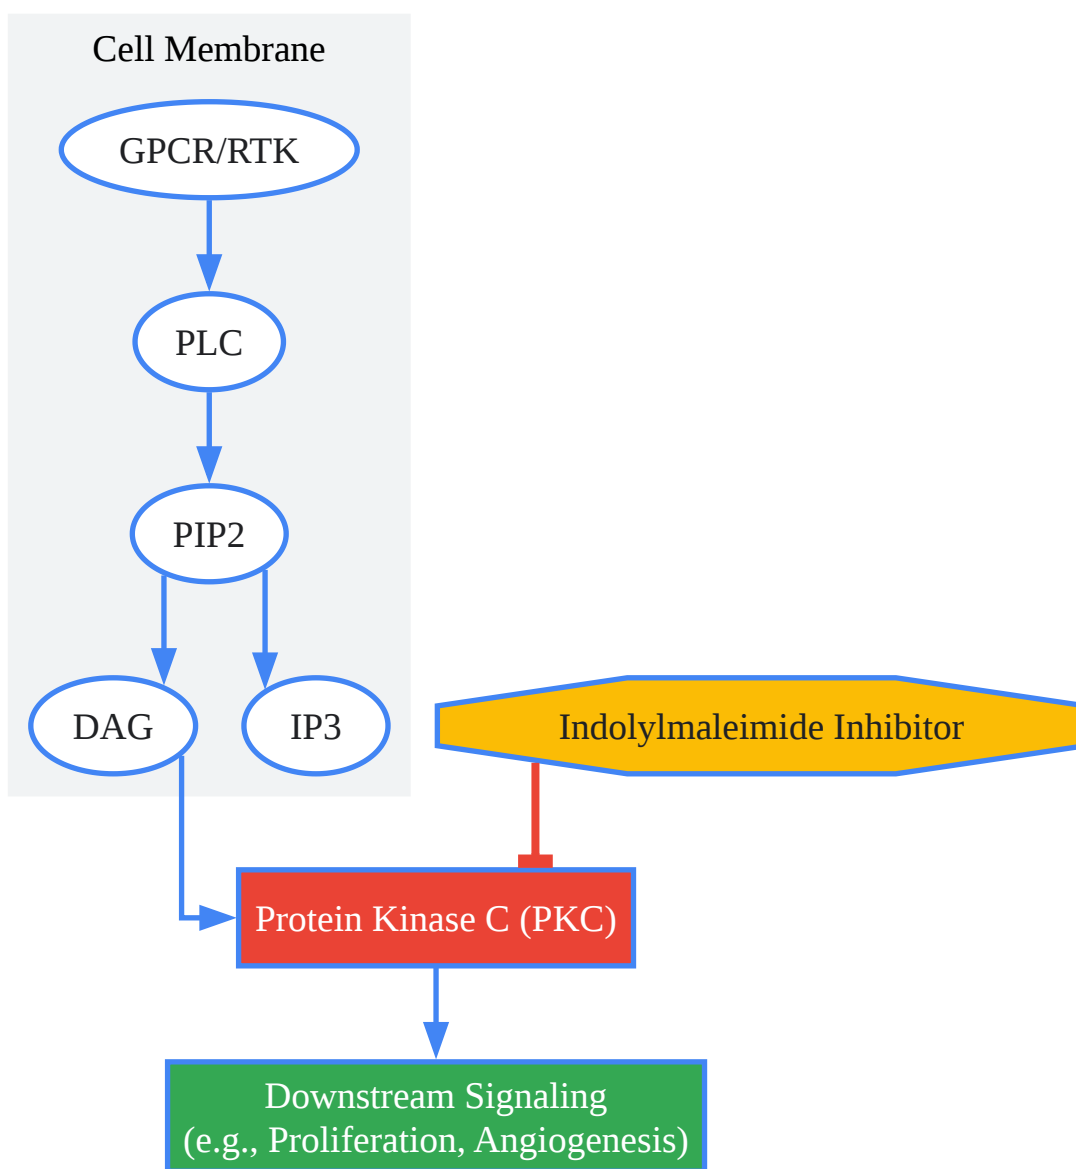 Cell Membrane
GPCR/RTK
PLC
PIP2
DAG
IP3
Indolylmaleimide Inhibitor
Protein Kinase C (PKC)
Downstream Signaling
(e.g., Proliferation, Angiogenesis)